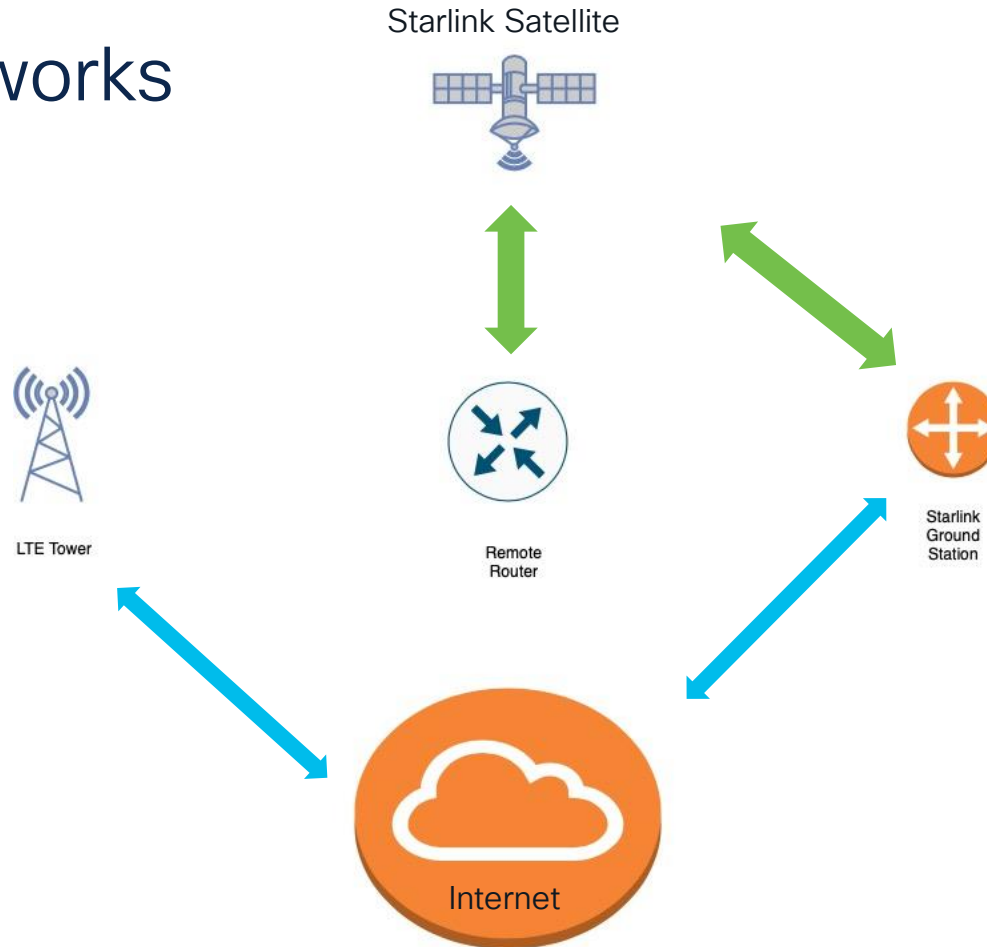 Starlink Satellite
works
LTE Tower
Remote
Router
Starlink
Ground
Station
Internet